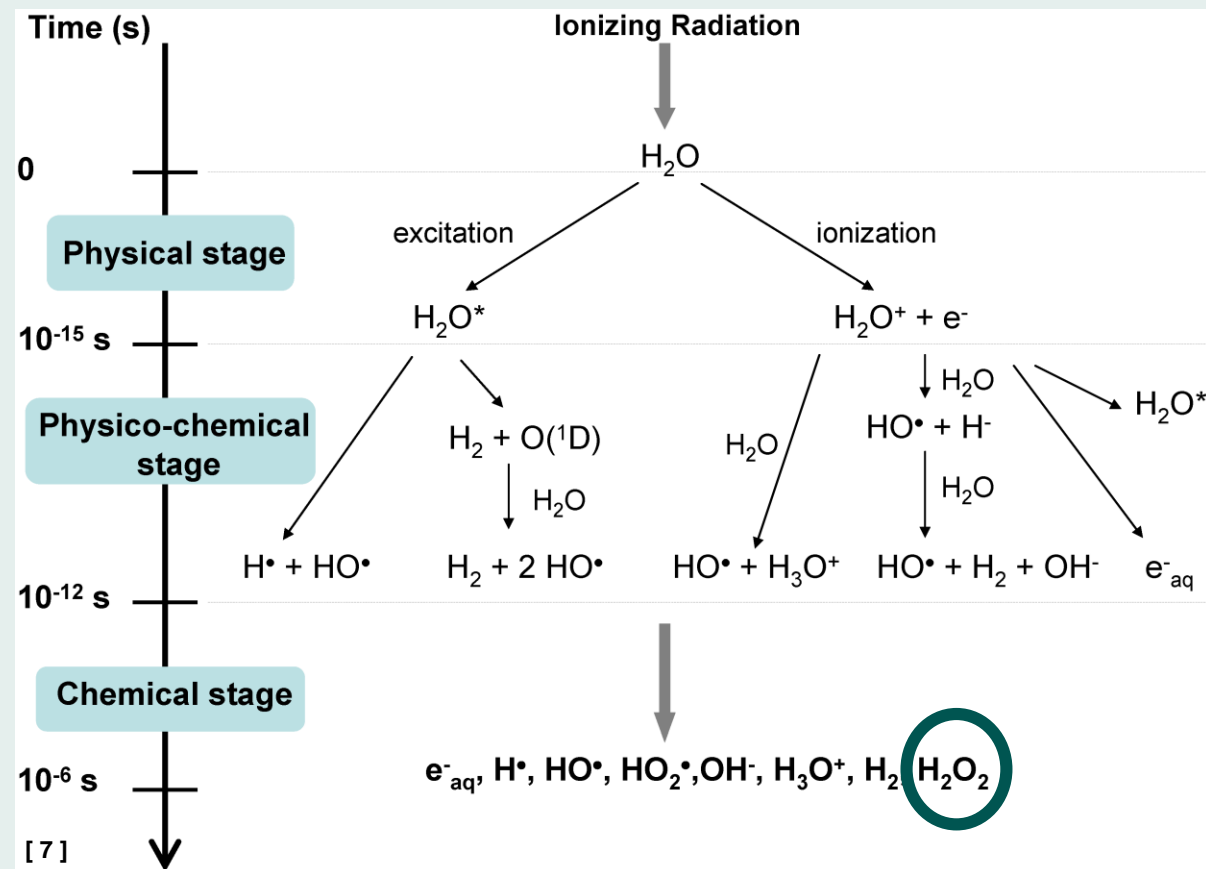 Time (s)
Ionizing Radiation
0
H₂O
Physical stage
excitation
ionization
10⁻¹⁵ s
H₂O*
H₂O⁺ + e⁻
Physico-chemical
stage
H₂ + O(¹D)
H₂O
H₂O
H₂O
HO• + H⁻
H₂O
H₂O*
10⁻¹² s
H• + HO•
H₂ + 2 HO•
HO• + H₃O⁺
HO• + H₂ + OH⁻
e⁻aq
Chemical stage
10⁻⁶ s
e⁻aq, H•, HO•, HO₂•,OH⁻, H₃O⁺, H₂ H₂O₂
[ 7 ]